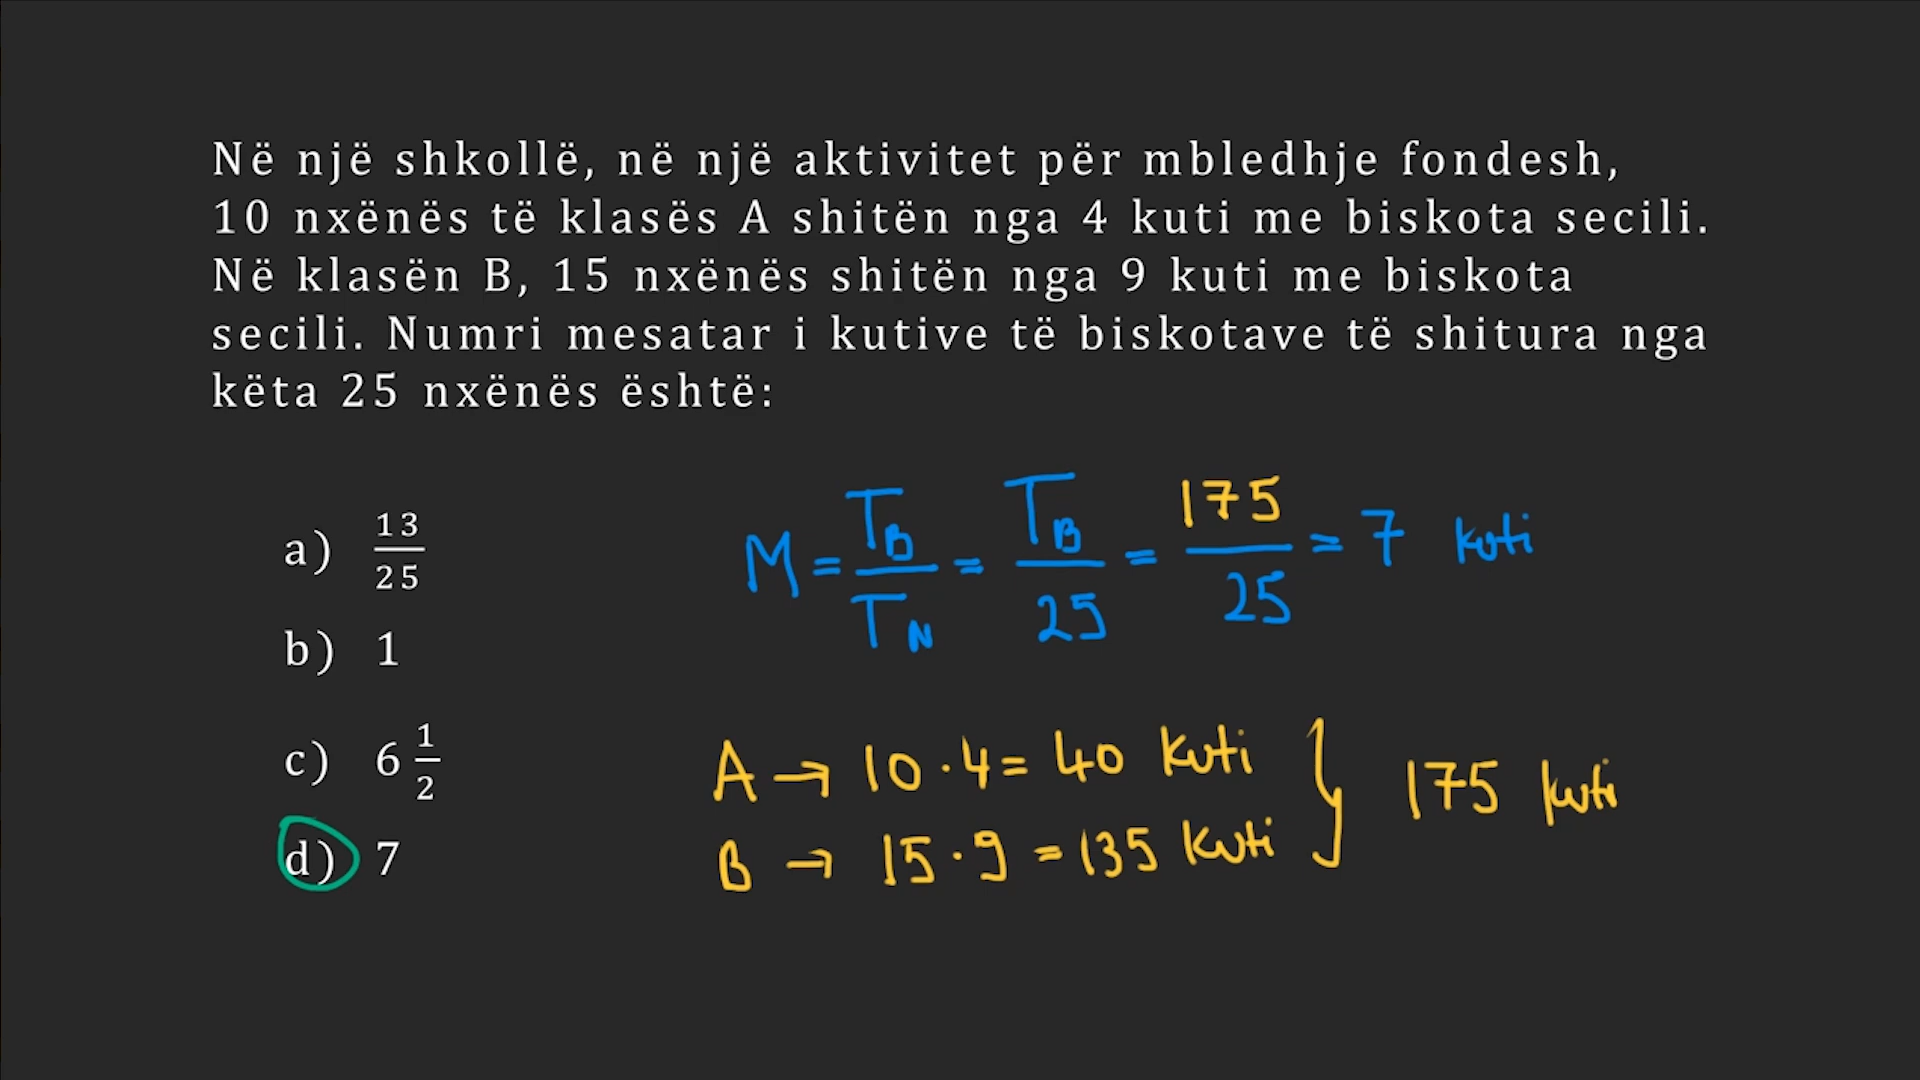 Në një shkollë, në një aktivitet për mbledhje fondesh,
10 nxënës të klasës A shitën nga 4 kuti me biskota secili.
Në klasën B, 15 nxënës shitën nga 9 kuti me biskota
secili. Numri mesatar i kutive të biskotave të shitura nga
këta 25 nxënës është:
a) 13/25
b) 1
c) 6 1/2
d) 7
M = T_B/T_N = T_B/25 = 175/25 = 7 kuti
A → 10 · 4 = 40 kuti
B → 15 · 9 = 135 kuti
} 175 kuti